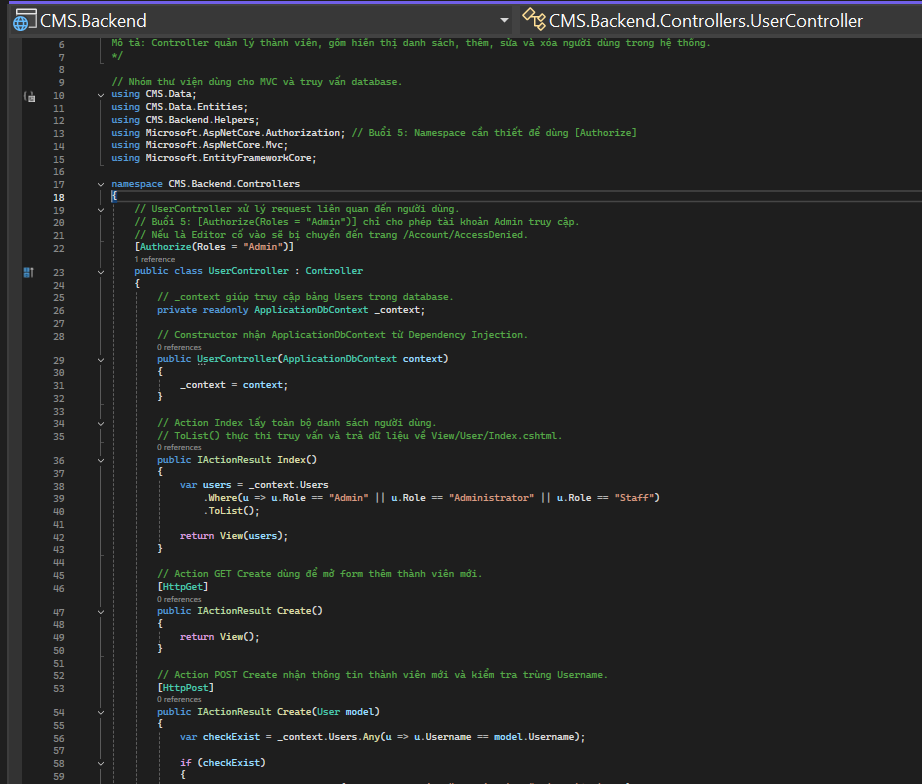 CMS.Backend
CMS.Backend.Controllers.UserController
6 Mô tả: Controller quản lý thành viên, gồm hiển thị danh sách, thêm, sửa và xóa người dùng trong hệ thống.
7 */
8
9 // Nhóm thư viện dùng cho MVC và truy vấn database.
10 using CMS.Data;
11 using CMS.Data.Entities;
12 using CMS.Backend.Helpers;
13 using Microsoft.AspNetCore.Authorization; // Buổi 5: Namespace cần thiết để dùng [Authorize]
14 using Microsoft.AspNetCore.Mvc;
15 using Microsoft.EntityFrameworkCore;
16
17 namespace CMS.Backend.Controllers
18 {
19 // UserController xử lý request liên quan đến người dùng.
20 // Buổi 5: [Authorize(Roles = "Admin")] chỉ cho phép tài khoản Admin truy cập.
21 // Nếu là Editor cố vào sẽ bị chuyển đến trang /Account/AccessDenied.
22 [Authorize(Roles = "Admin")]
1 reference
23 public class UserController : Controller
24 {
25 // _context giúp truy cập bảng Users trong database.
26 private readonly ApplicationDbContext _context;
27
28 // Constructor nhận ApplicationDbContext từ Dependency Injection.
0 references
29 public UserController(ApplicationDbContext context)
30 {
31 _context = context;
32 }
33
34 // Action Index lấy toàn bộ danh sách người dùng.
35 // ToList() thực thi truy vấn và trả dữ liệu về View/User/Index.cshtml.
0 references
36 public IActionResult Index()
37 {
38 var users = _context.Users
39 .Where(u => u.Role == "Admin" || u.Role == "Administrator" || u.Role == "Staff")
40 .ToList();
41
42 return View(users);
43 }
44
45 // Action GET Create dùng để mở form thêm thành viên mới.
46 [HttpGet]
0 references
47 public IActionResult Create()
48 {
49 return View();
50 }
51
52 // Action POST Create nhận thông tin thành viên mới và kiểm tra trùng Username.
53 [HttpPost]
0 references
54 public IActionResult Create(User model)
55 {
56 var checkExist = _context.Users.Any(u => u.Username == model.Username);
57
58 if (checkExist)
59 {